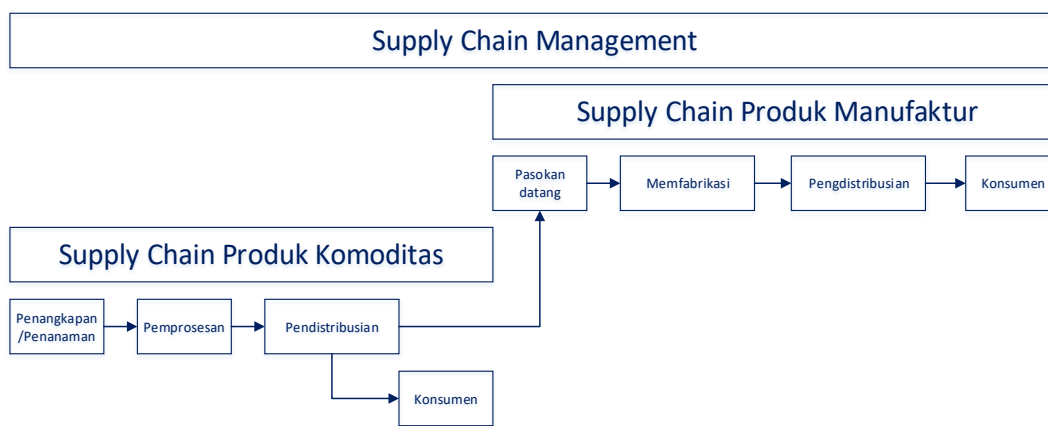 Supply Chain Management
Supply Chain Produk Manufaktur
Pasokan
datang
Memfabrikasi
Pengdistribusian
Konsumen
Supply Chain Produk Komoditas
Penangkapan
/Penanaman
Pemprosesan
Pendistribusian
Konsumen